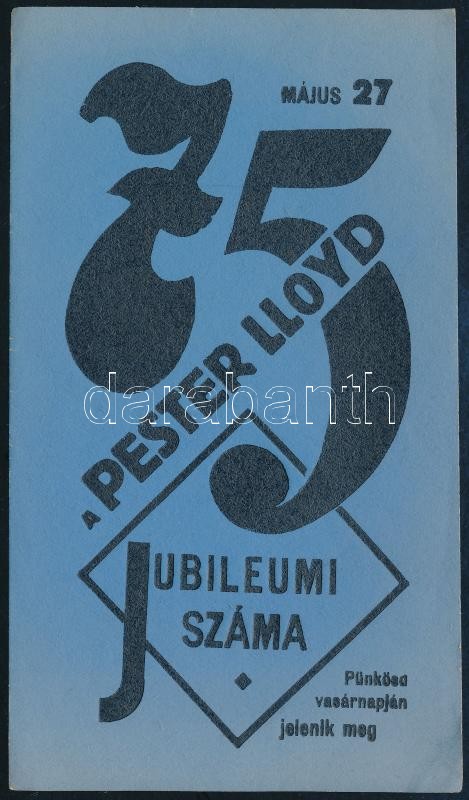 MÁJUS 27
75
A PESTER LLOYD
JUBILEUMI
SZÁMA
Pünkösd
vasárnapján
jelenik meg
darabanth